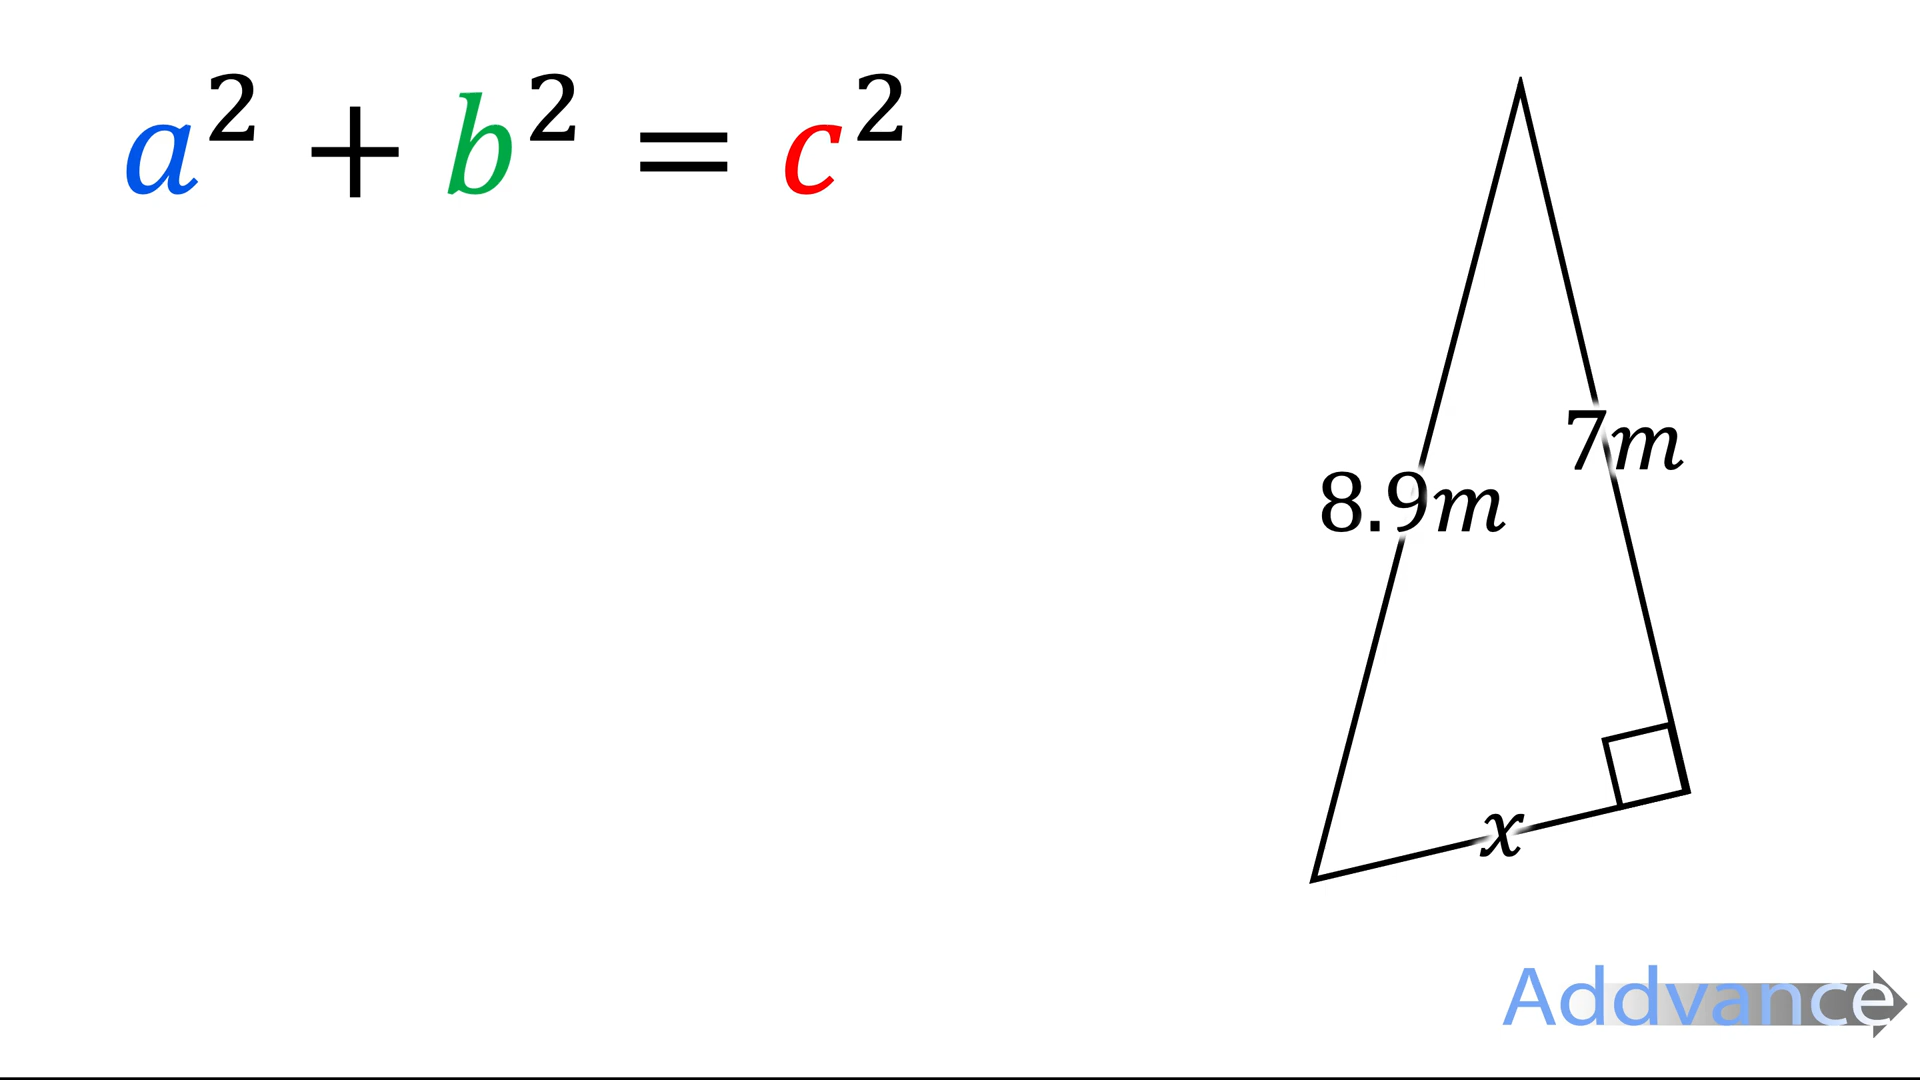 a² + b² = c²
7m
8.9m
x
Addvance